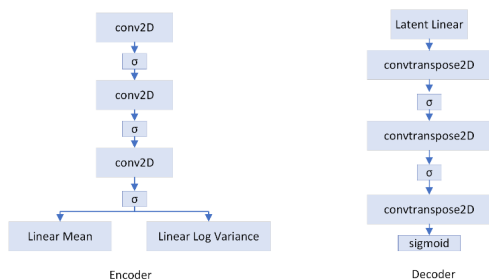 conv2D
σ
conv2D
σ
conv2D
σ
Linear Mean
Linear Log Variance
Encoder
Latent Linear
convtranspose2D
σ
convtranspose2D
σ
convtranspose2D
sigmoid
Decoder